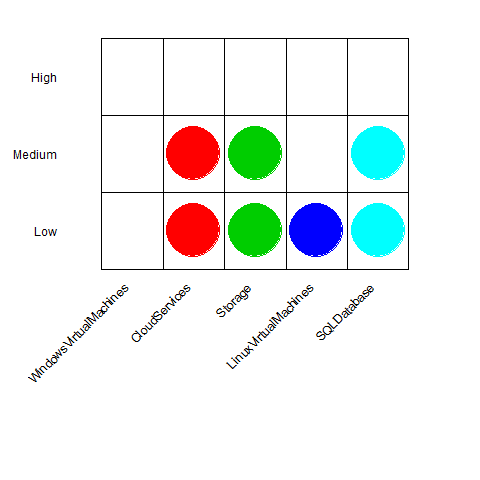 High
Medium
Low
WindowsVirtualMachines
CloudServices
Storage
LinuxVirtualMachines
SQLDatabase